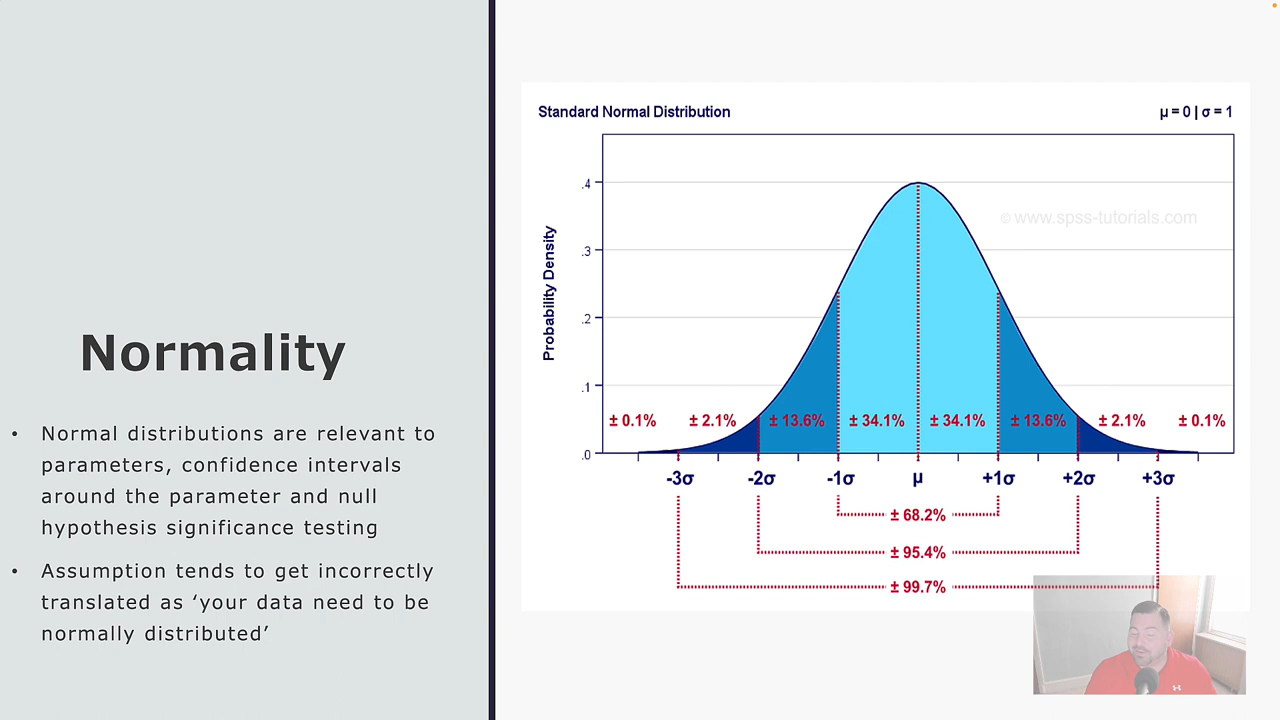 Normality
• Normal distributions are relevant to
parameters, confidence intervals
around the parameter and null
hypothesis significance testing
• Assumption tends to get incorrectly
translated as ‘your data need to be
normally distributed’
Standard Normal Distribution
μ = 0 | σ = 1
© www.spss-tutorials.com
Probability Density
.4
.3
.2
.1
.0
± 0.1% ± 2.1% ± 13.6% ± 34.1% ± 34.1% ± 13.6% ± 2.1% ± 0.1%
-3σ -2σ -1σ μ +1σ +2σ +3σ
± 68.2%
± 95.4%
± 99.7%